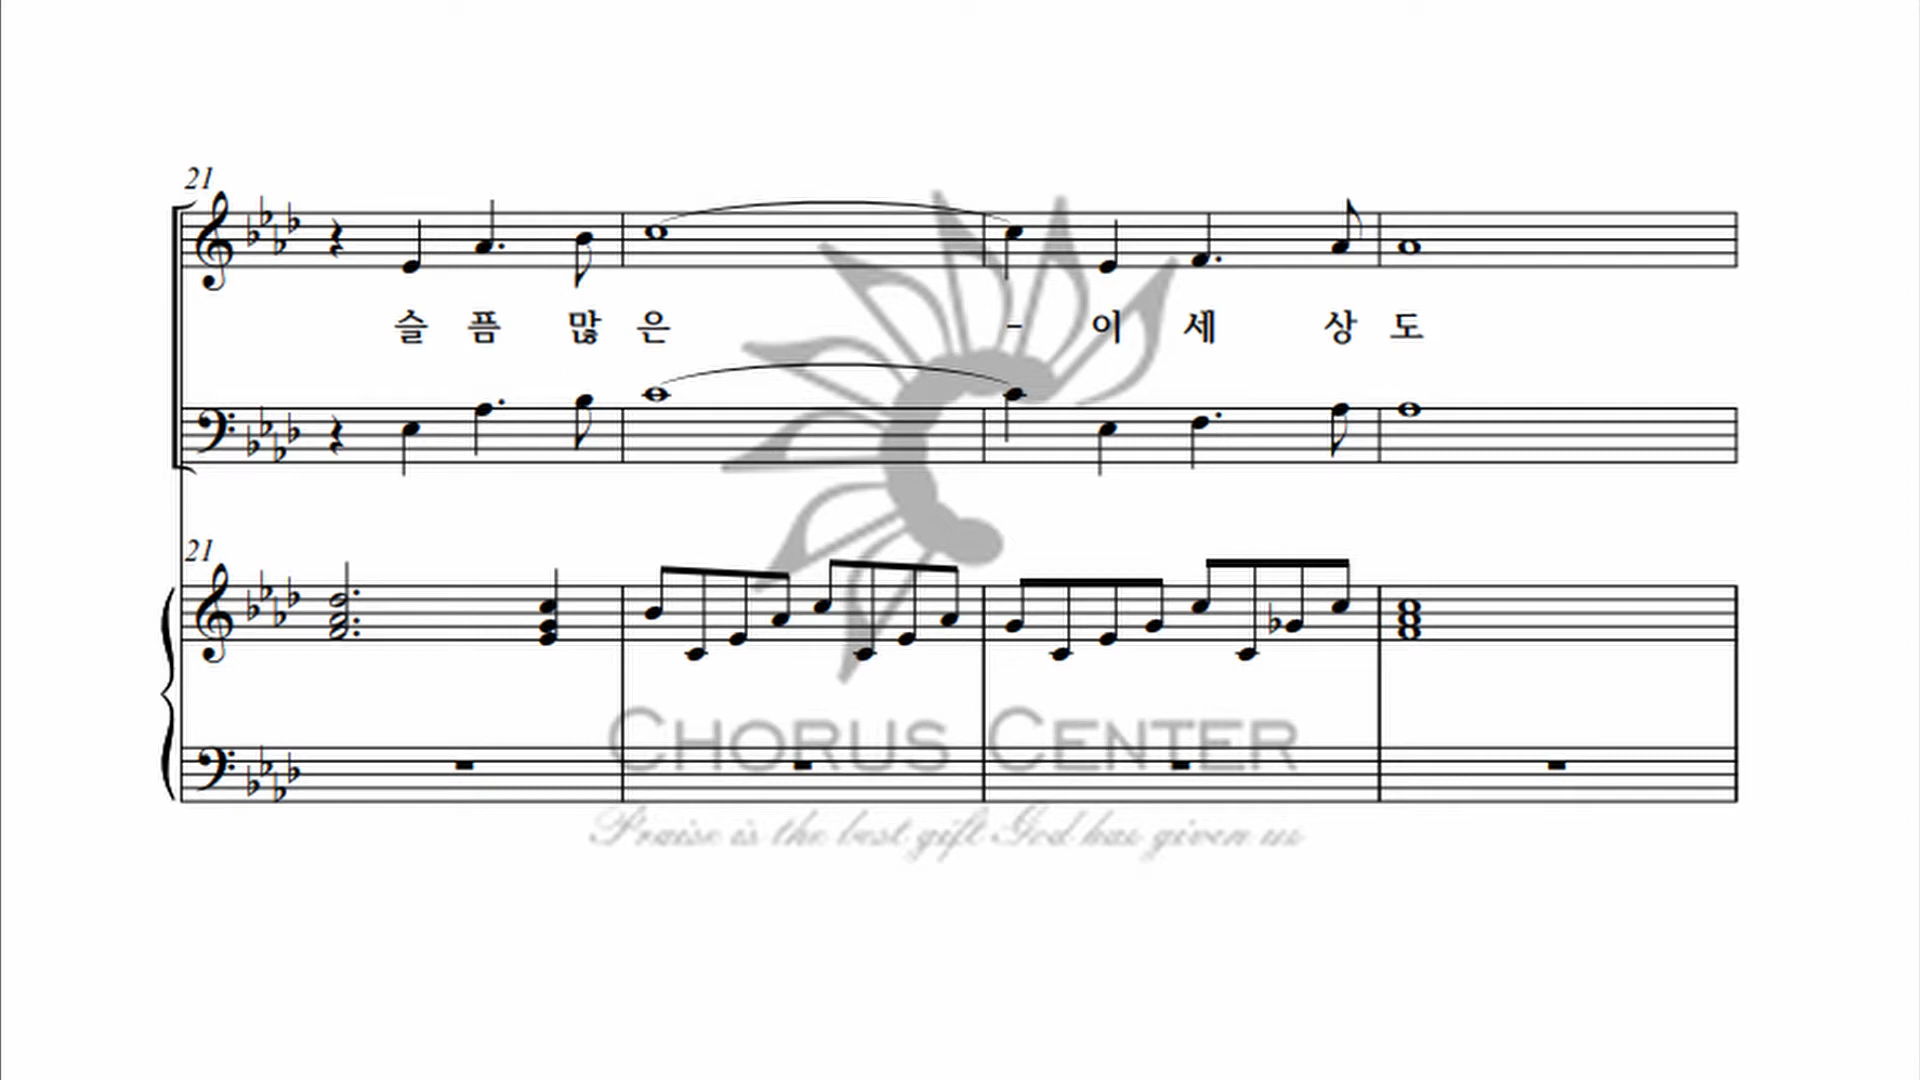 21
슬 픔 많 은 - 이 세 상 도
21
CHORUS CENTER
Praise is the best gift God has given us